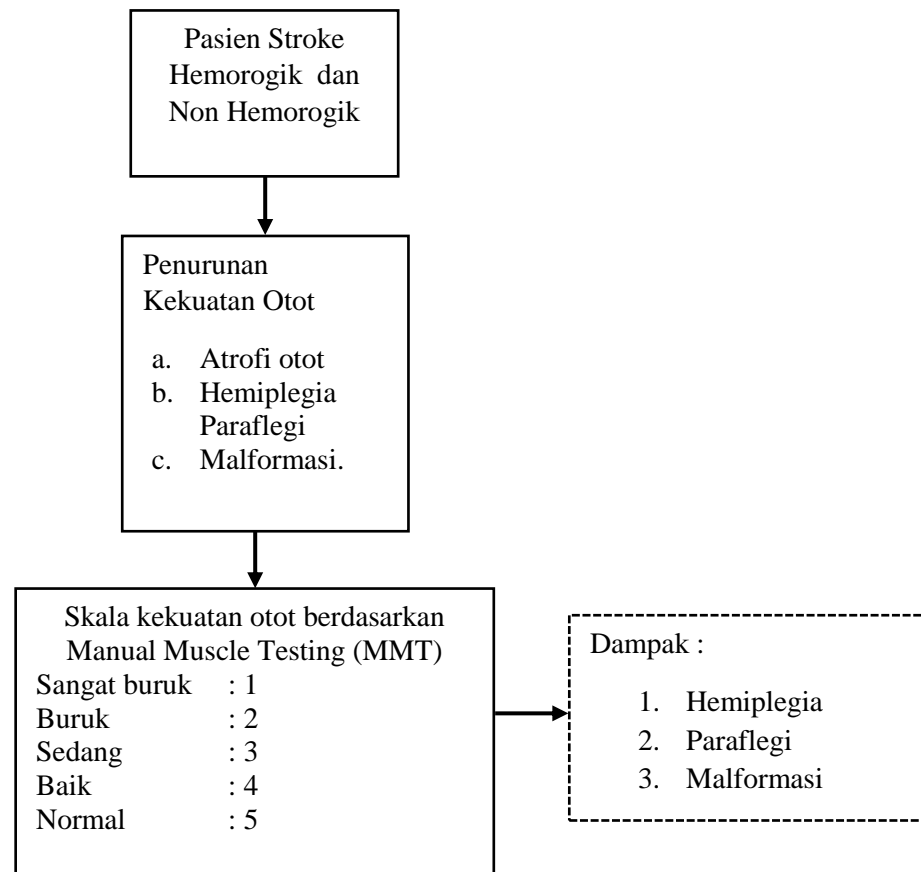 Pasien Stroke
Hemorogik dan
Non Hemorogik
Penurunan
Kekuatan Otot
a. Atrofi otot
b. Hemiplegia
Paraflegi
c. Malformasi.
Skala kekuatan otot berdasarkan
Manual Muscle Testing (MMT)
Sangat buruk : 1
Buruk : 2
Sedang : 3
Baik : 4
Normal : 5
Dampak :
1. Hemiplegia
2. Paraflegi
3. Malformasi